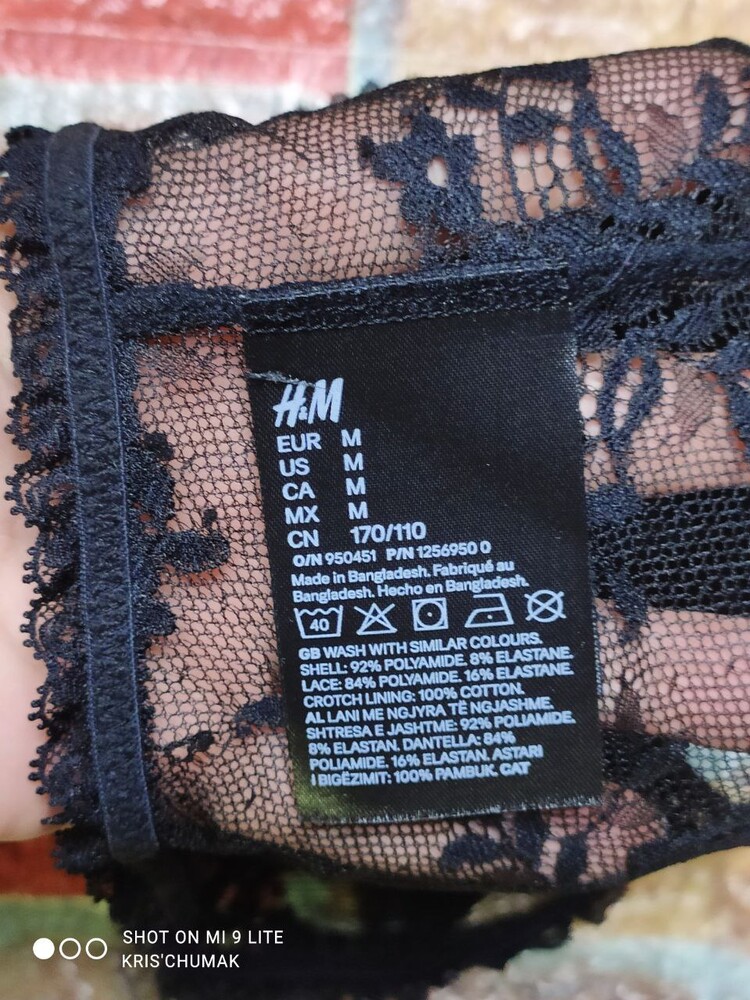 H&M
EUR M
US M
CA M
MX M
CN 170/110
O/N 950451 P/N 1256950 0
Made in Bangladesh. Fabriqué au
Bangladesh. Hecho en Bangladesh.
40
GB WASH WITH SIMILAR COLOURS.
SHELL: 92% POLYAMIDE. 8% ELASTANE.
LACE: 84% POLYAMIDE. 16% ELASTANE.
CROTCH LINING: 100% COTTON.
AL LANI ME NGJYRA TË NGJASHME.
SHTRESA E JASHTME: 92% POLIAMIDE.
8% ELASTAN. DANTELLA: 84%
POLIAMIDE. 16% ELASTAN. ASTARI
I BIGËZIMIT: 100% PAMBUK. CAT
SHOT ON MI 9 LITE
KRIS'CHUMAK